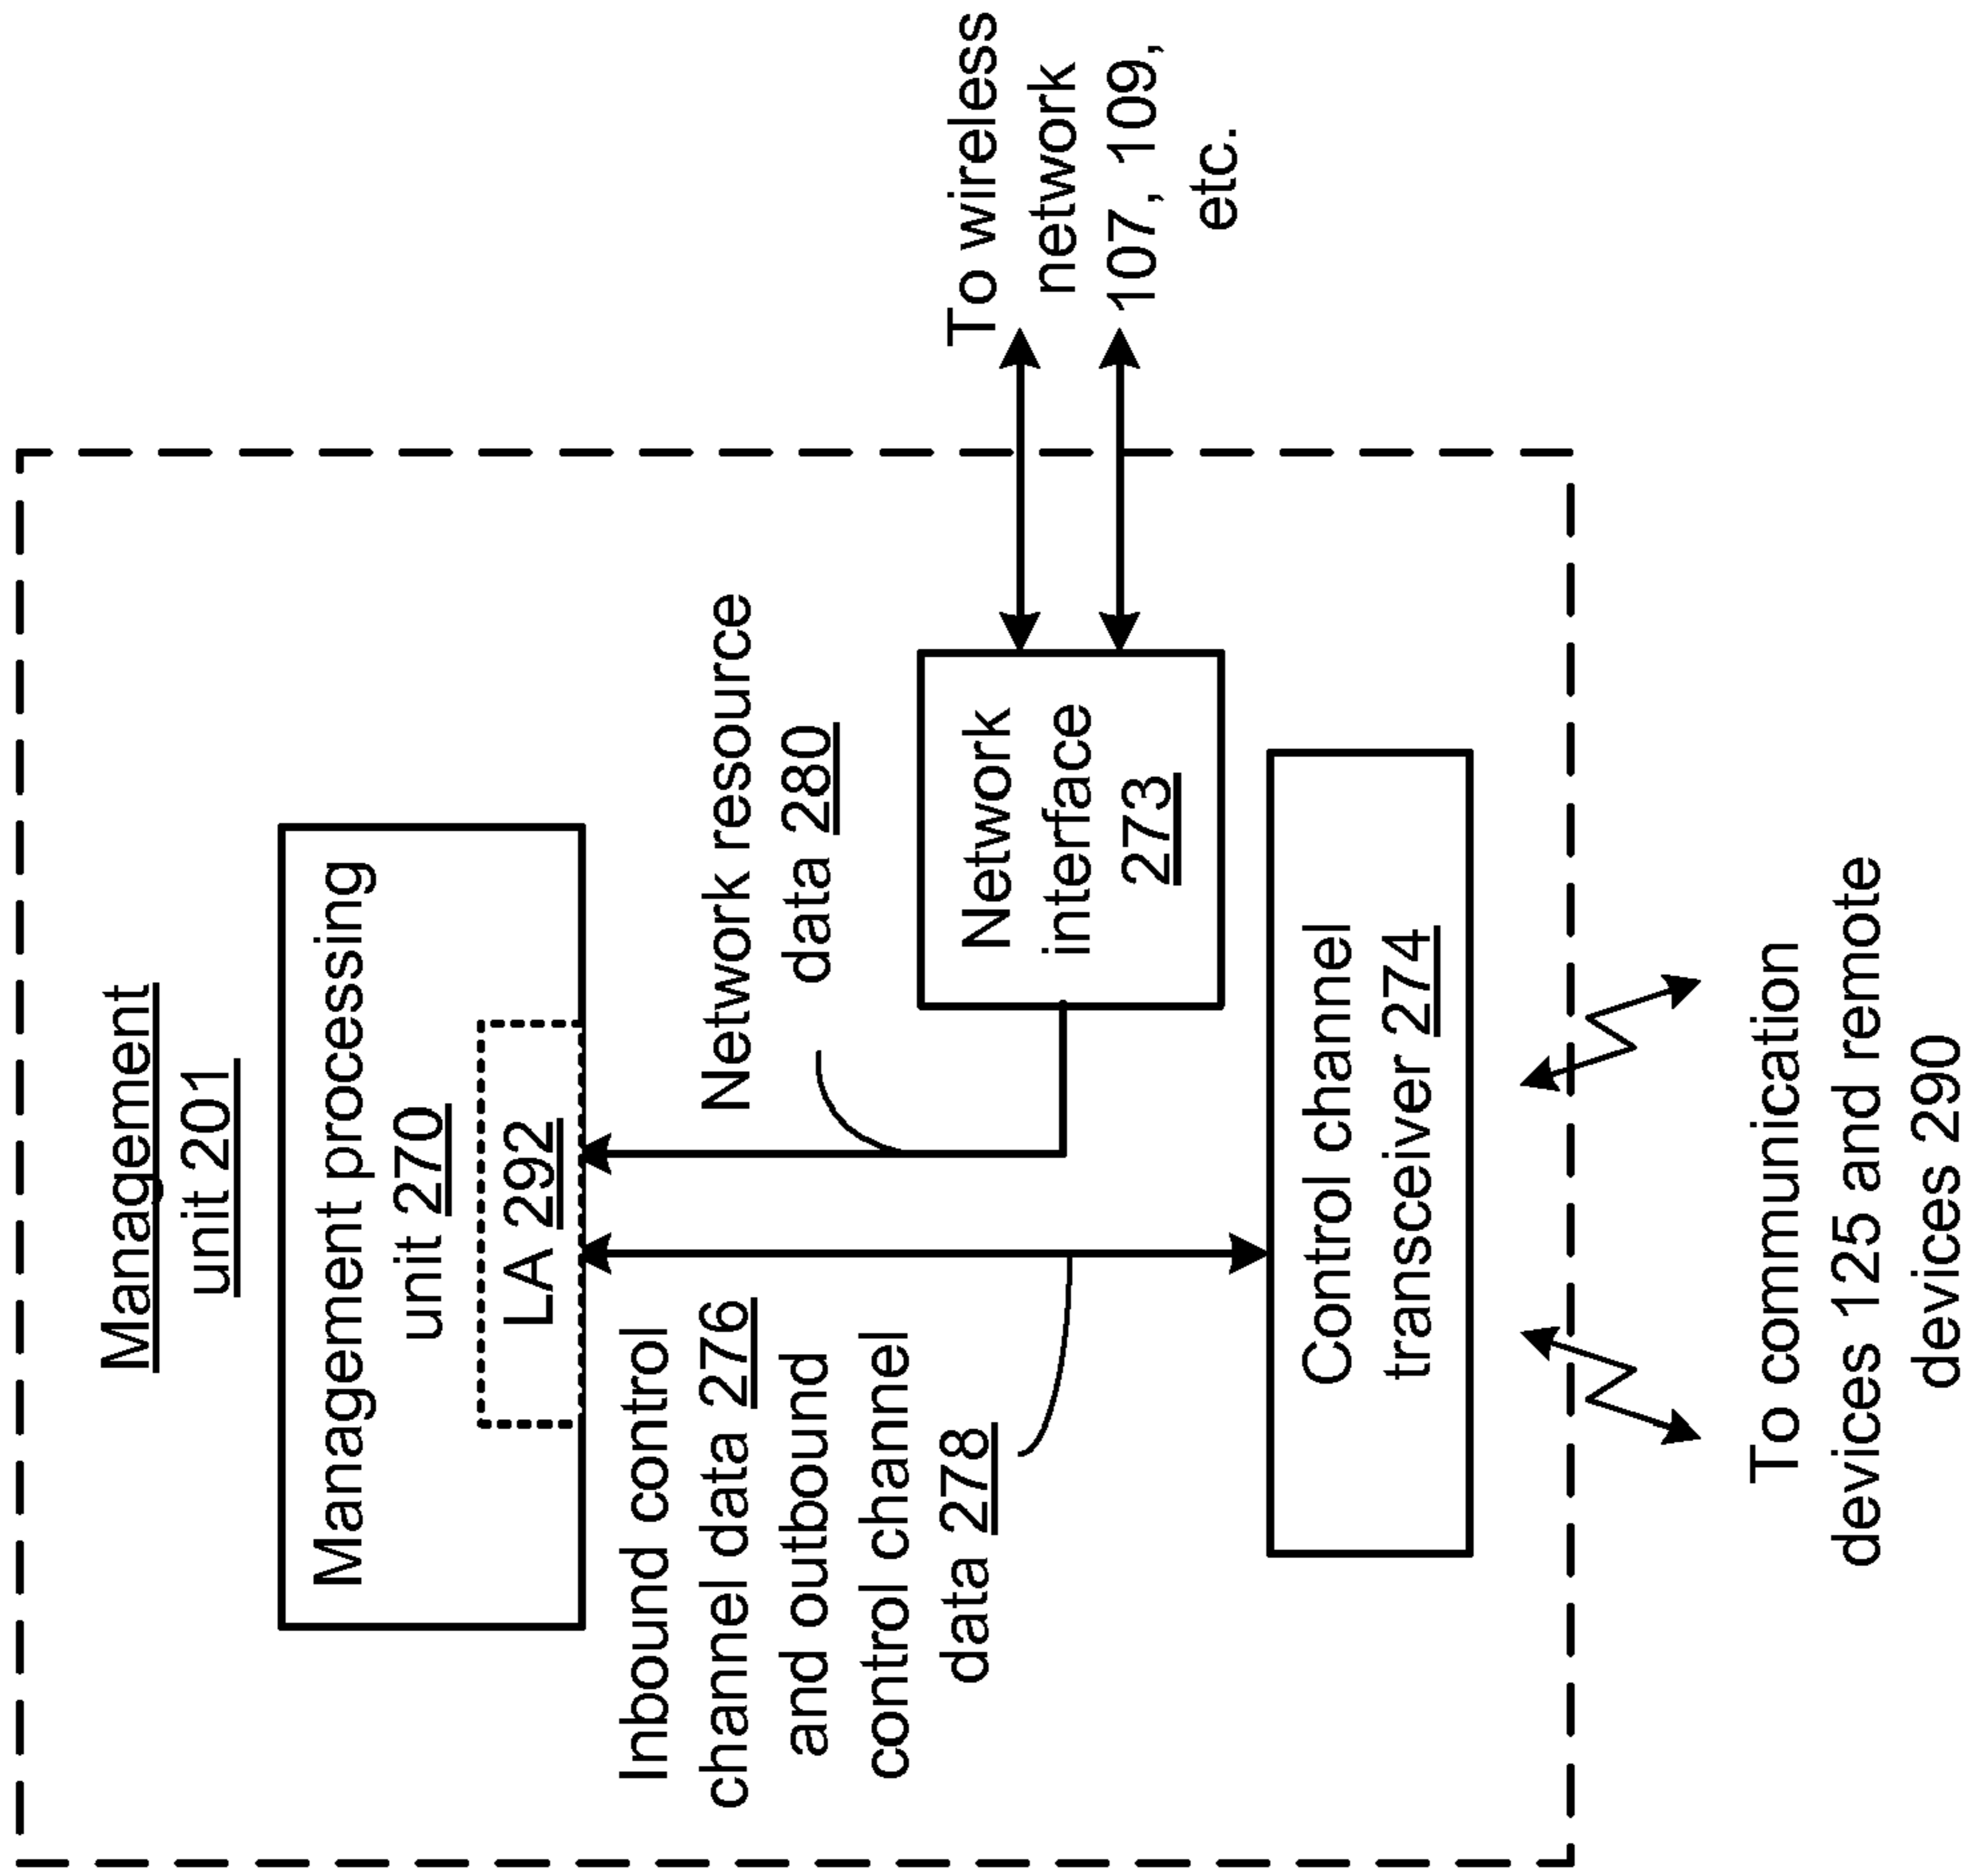 Management
unit 201
Management processing
unit 270
LA 292
Inbound control
channel data 276
and outbound
control channel
data 278
Network resource
data 280
Network
interface
273
To wireless
network
107, 109,
etc.
Control channel
transceiver 274
To communication
devices 125 and remote
devices 290